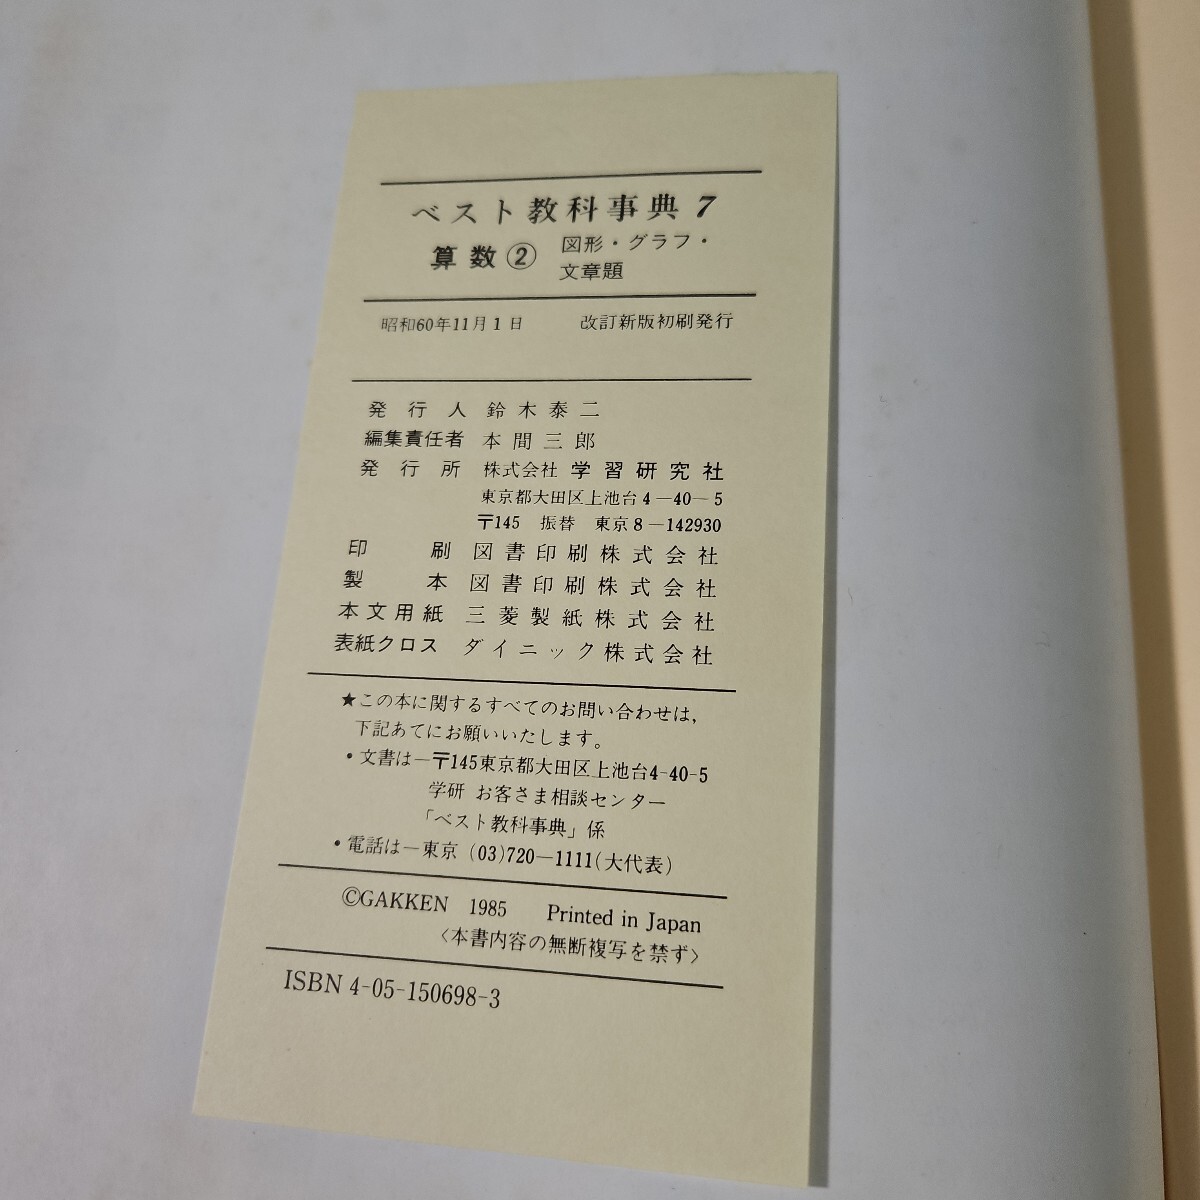 ベスト教科事典 7
算数② 図形・グラフ・
文章題
昭和60年11月1日 改訂新版初刷発行
発行人 鈴木泰二
編集責任者 本間三郎
発行所 株式会社 学習研究社
東京都大田区上池台4―40―5
〒145 振替 東京8―142930
印刷 図書印刷株式会社
製本 図書印刷株式会社
本文用紙 三菱製紙株式会社
表紙クロス ダイニック株式会社
★この本に関するすべてのお問い合わせは,
下記あてにお願いいたします。
・文書は―〒145東京都大田区上池台4-40-5
学研 お客さま相談センター
「ベスト教科事典」係
・電話は―東京 (03)720―1111(大代表)
©GAKKEN 1985 Printed in Japan
〈本書内容の無断複写を禁ず〉
ISBN 4-05-150698-3